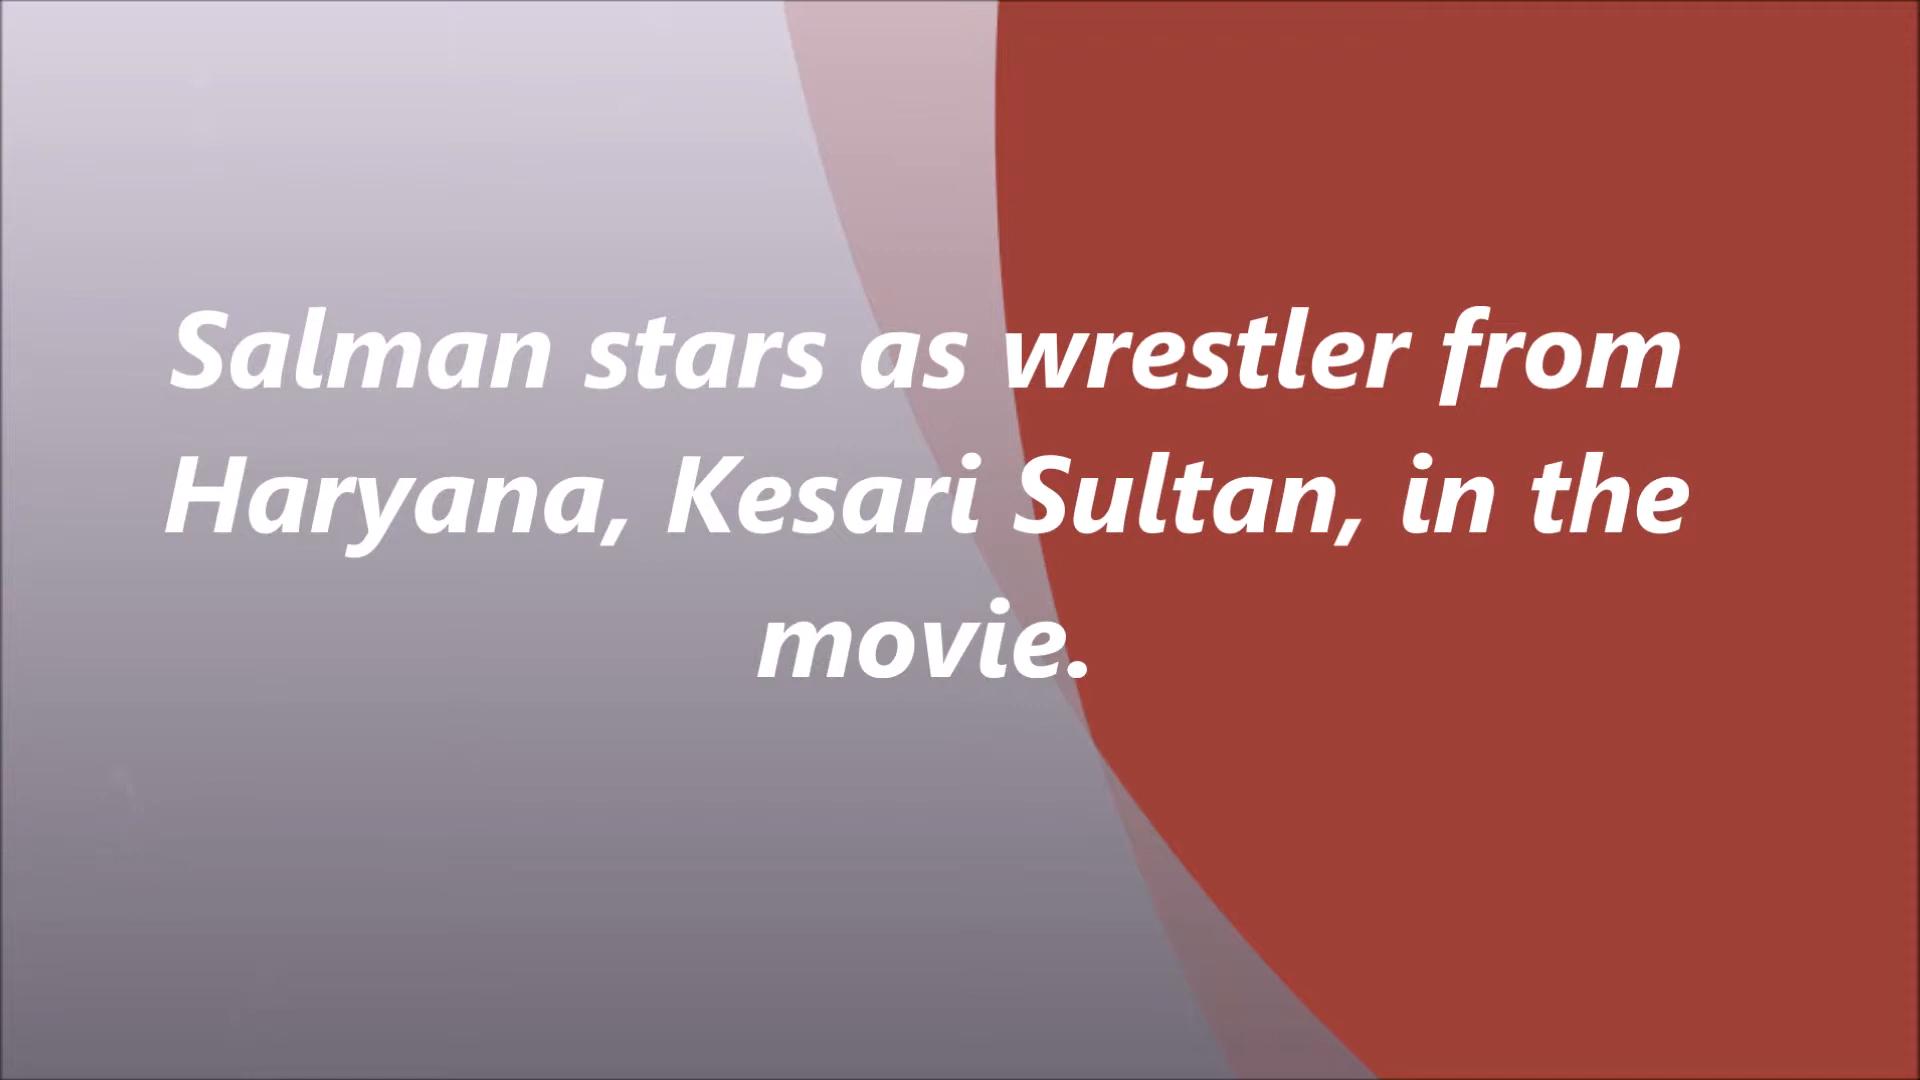 Salman stars as wrestler from
Haryana, Kesari Sultan, in the
movie.